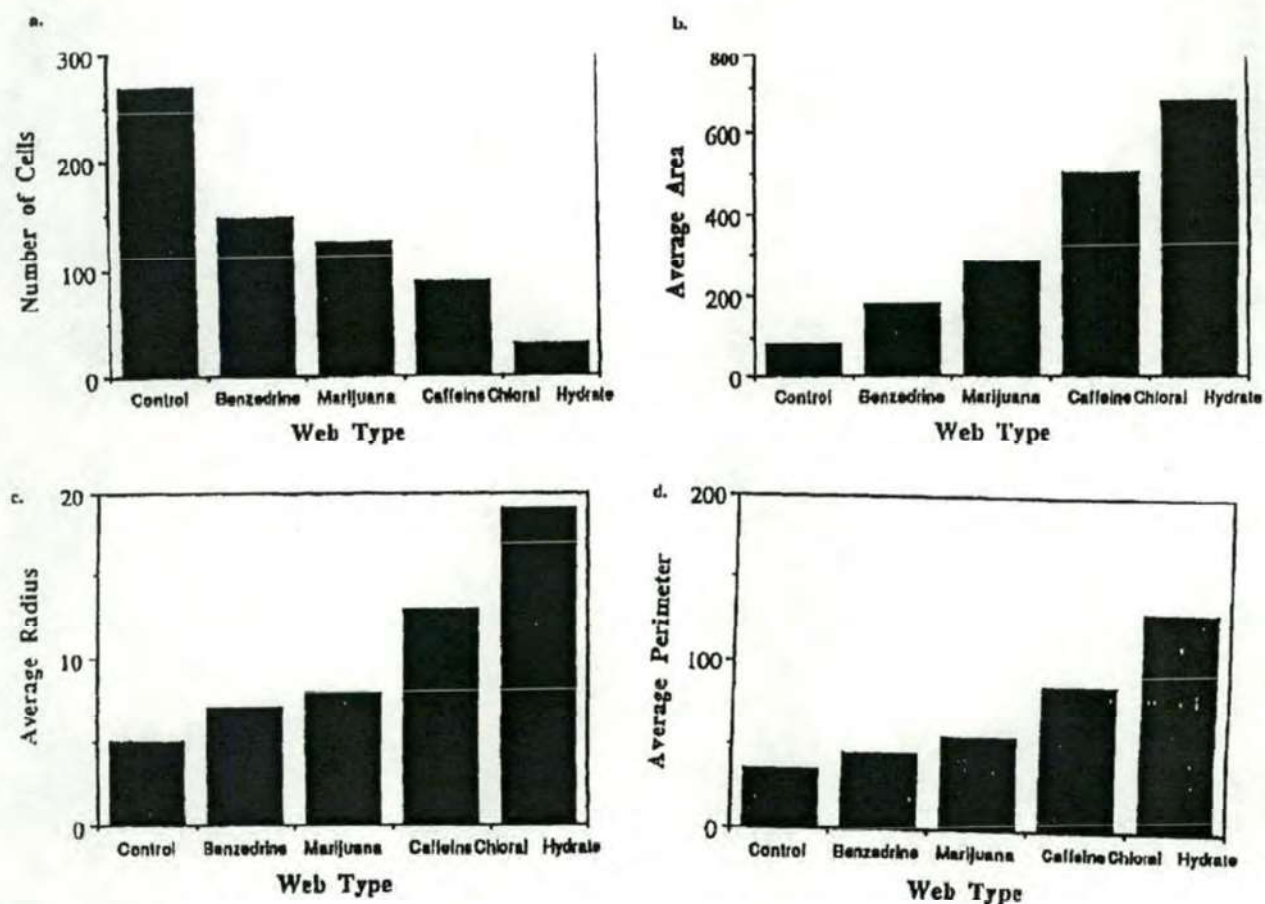 a.
300
200
100
0
Number of Cells
Control Benzedrine Marijuana Caffeine Chloral Hydrate
Web Type
b.
800
600
400
200
0
Average Area
Control Benzedrine Marijuana Caffeine Chloral Hydrate
Web Type
c.
20
10
0
Average Radius
Control Benzedrine Marijuana Caffeine Chloral Hydrate
Web Type
d.
200
100
0
Average Perimeter
Control Benzedrine Marijuana Caffeine Chloral Hydrate
Web Type